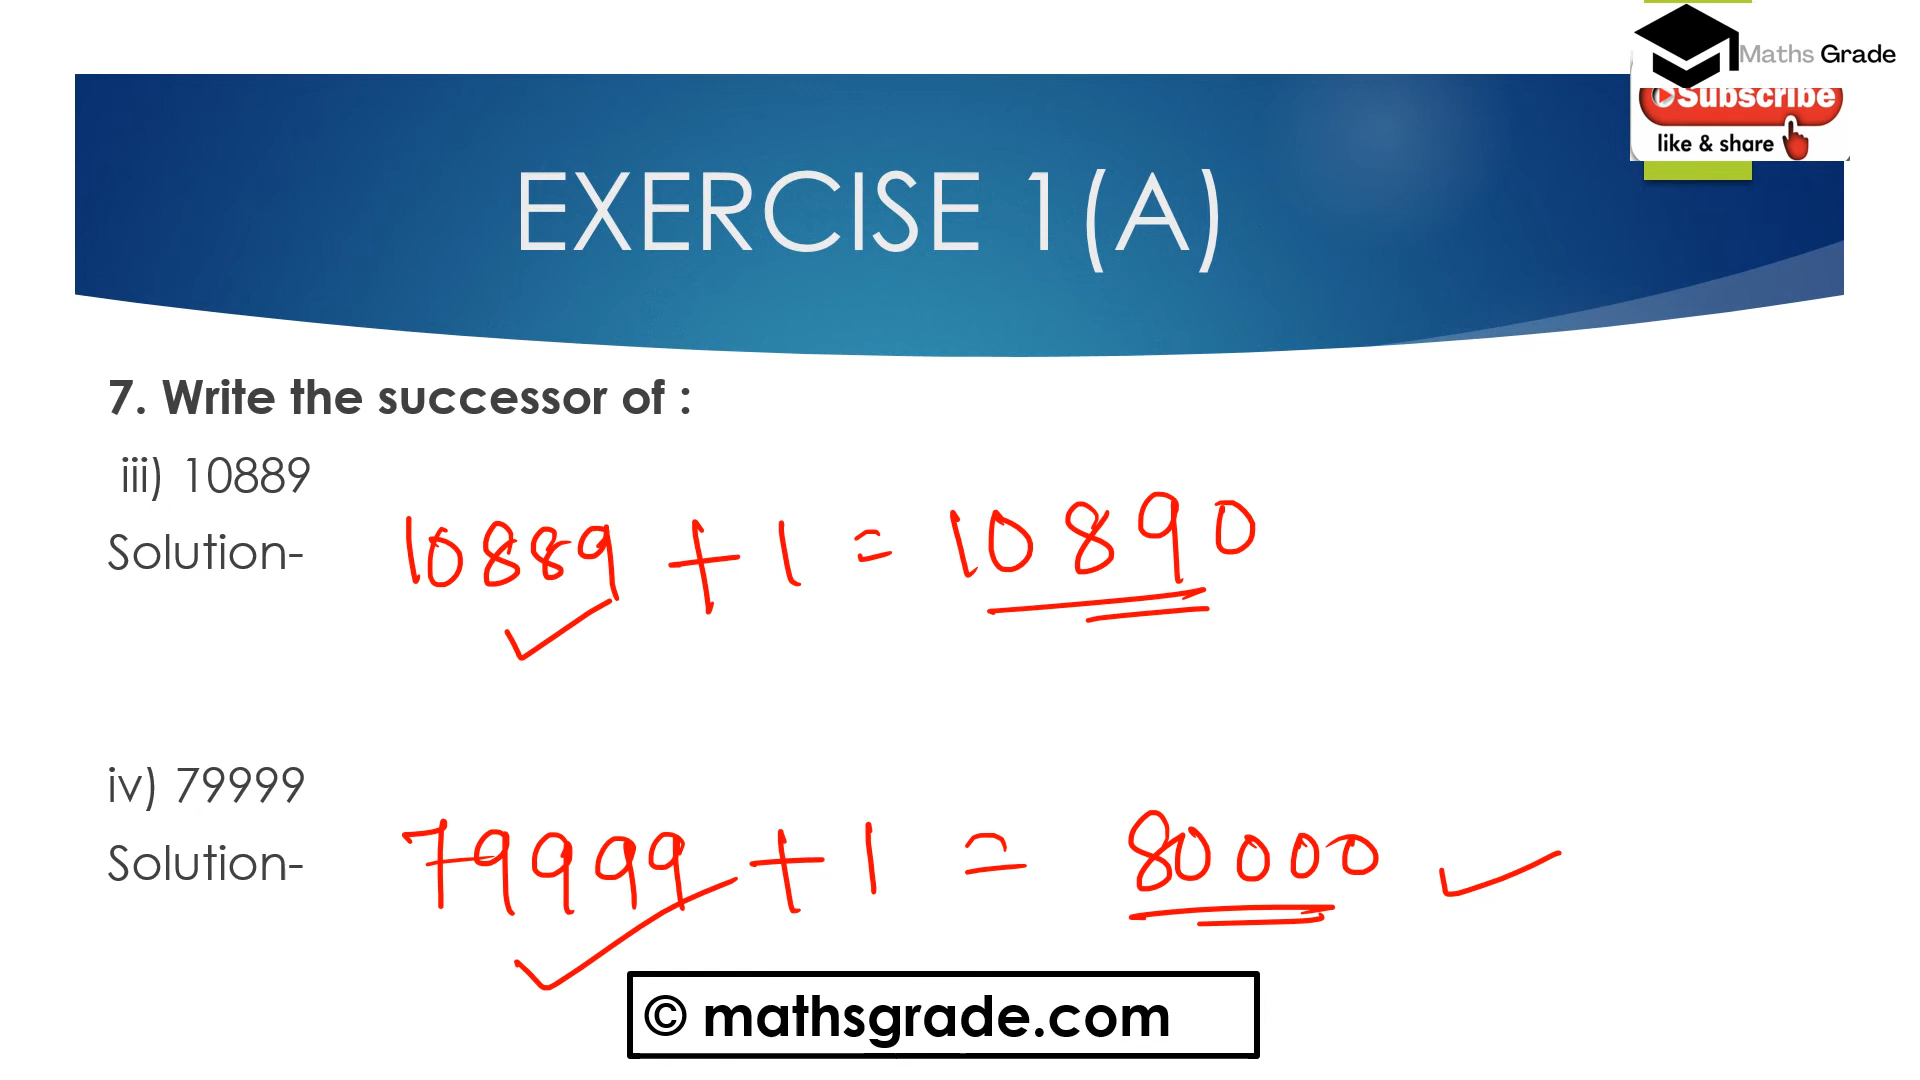 Maths Grade
Subscribe
like & share
EXERCISE 1(A)
7. Write the successor of :
iii) 10889
Solution- 10889 + 1 = 10890
iv) 79999
Solution- 79999 + 1 = 80000
© mathsgrade.com